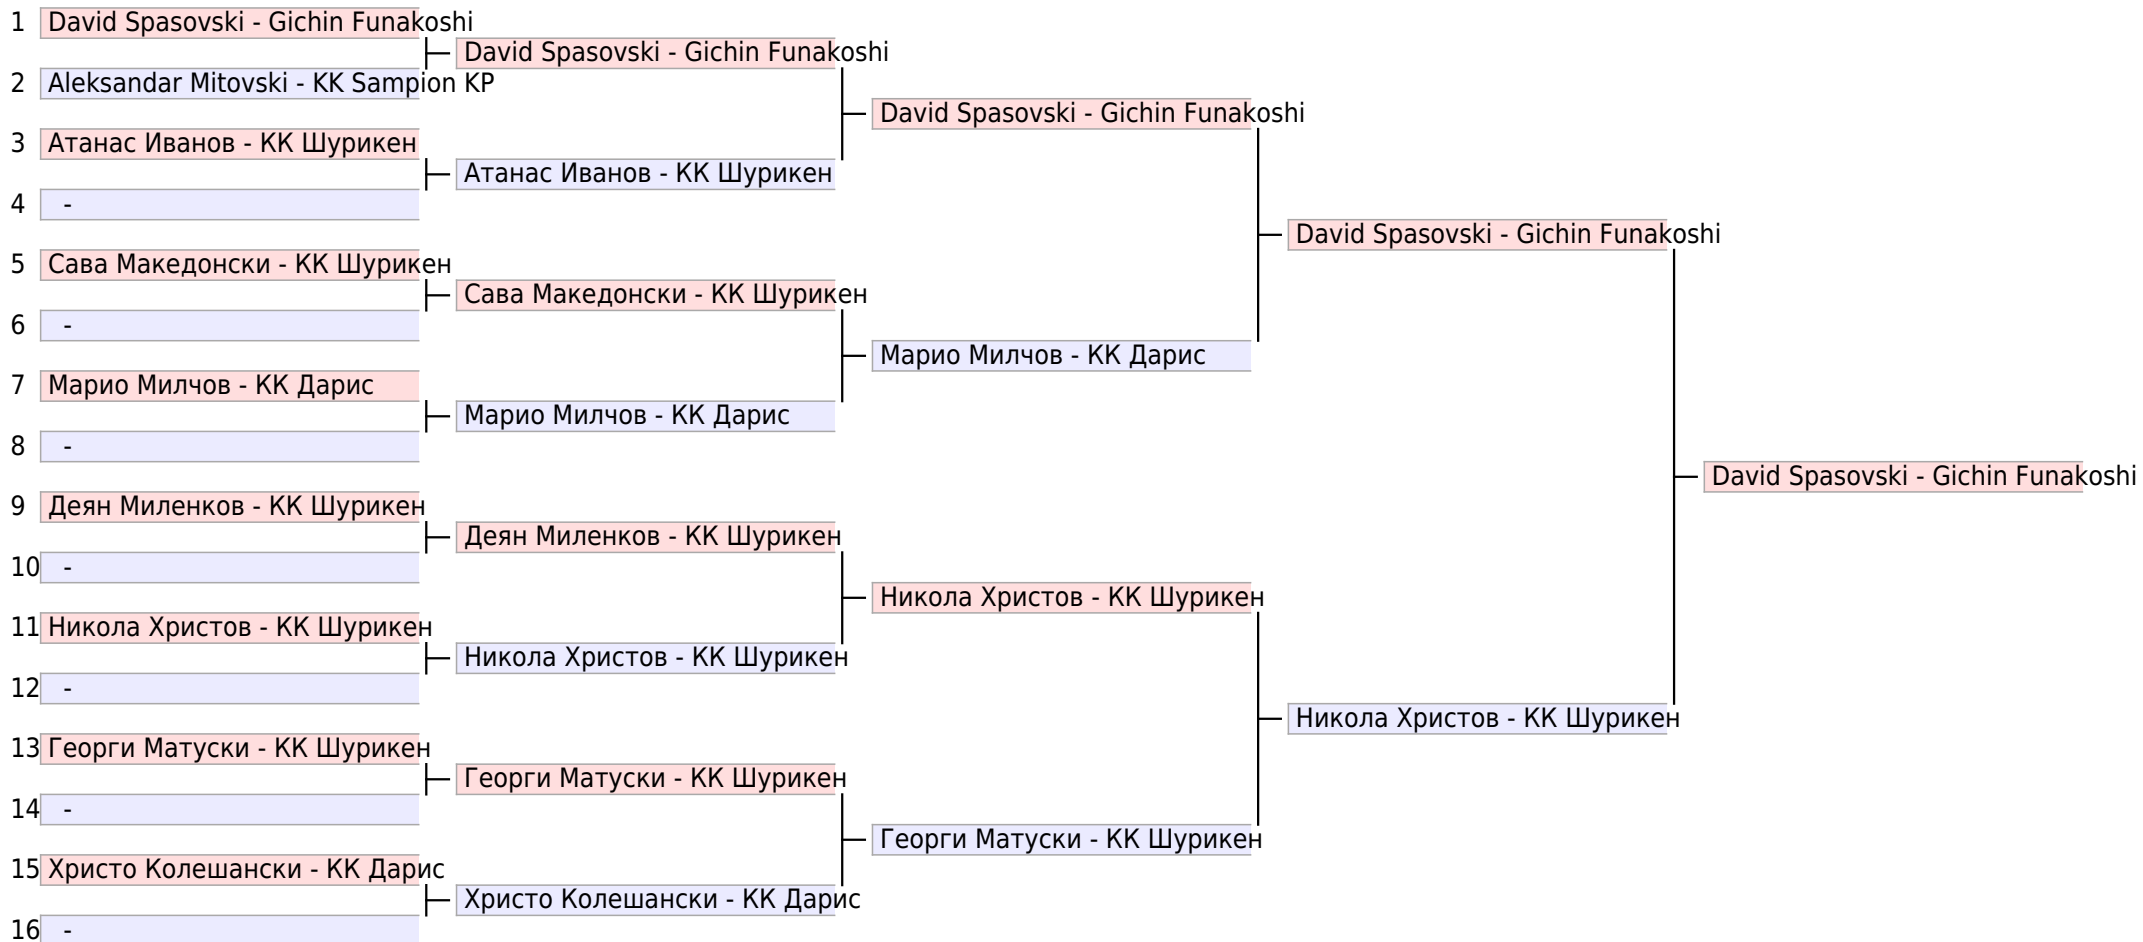 1 David Spasovski - Gichin Funakoshi
David Spasovski - Gichin Funakoshi
2 Aleksandar Mitovski - KK Sampion KP
David Spasovski - Gichin Funakoshi
3 Атанас Иванов - КК Шурикен
Атанас Иванов - КК Шурикен
4 -
David Spasovski - Gichin Funakoshi
5 Сава Македонски - КК Шурикен
Сава Македонски - КК Шурикен
6 -
Марио Милчов - КК Дарис
7 Марио Милчов - КК Дарис
Марио Милчов - КК Дарис
8 -
David Spasovski - Gichin Funakoshi
9 Деян Миленков - КК Шурикен
Деян Миленков - КК Шурикен
10 -
Никола Христов - КК Шурикен
11 Никола Христов - КК Шурикен
Никола Христов - КК Шурикен
12 -
Никола Христов - КК Шурикен
13 Георги Матуски - КК Шурикен
Георги Матуски - КК Шурикен
14 -
Георги Матуски - КК Шурикен
15 Христо Колешански - КК Дарис
Христо Колешански - КК Дарис
16 -